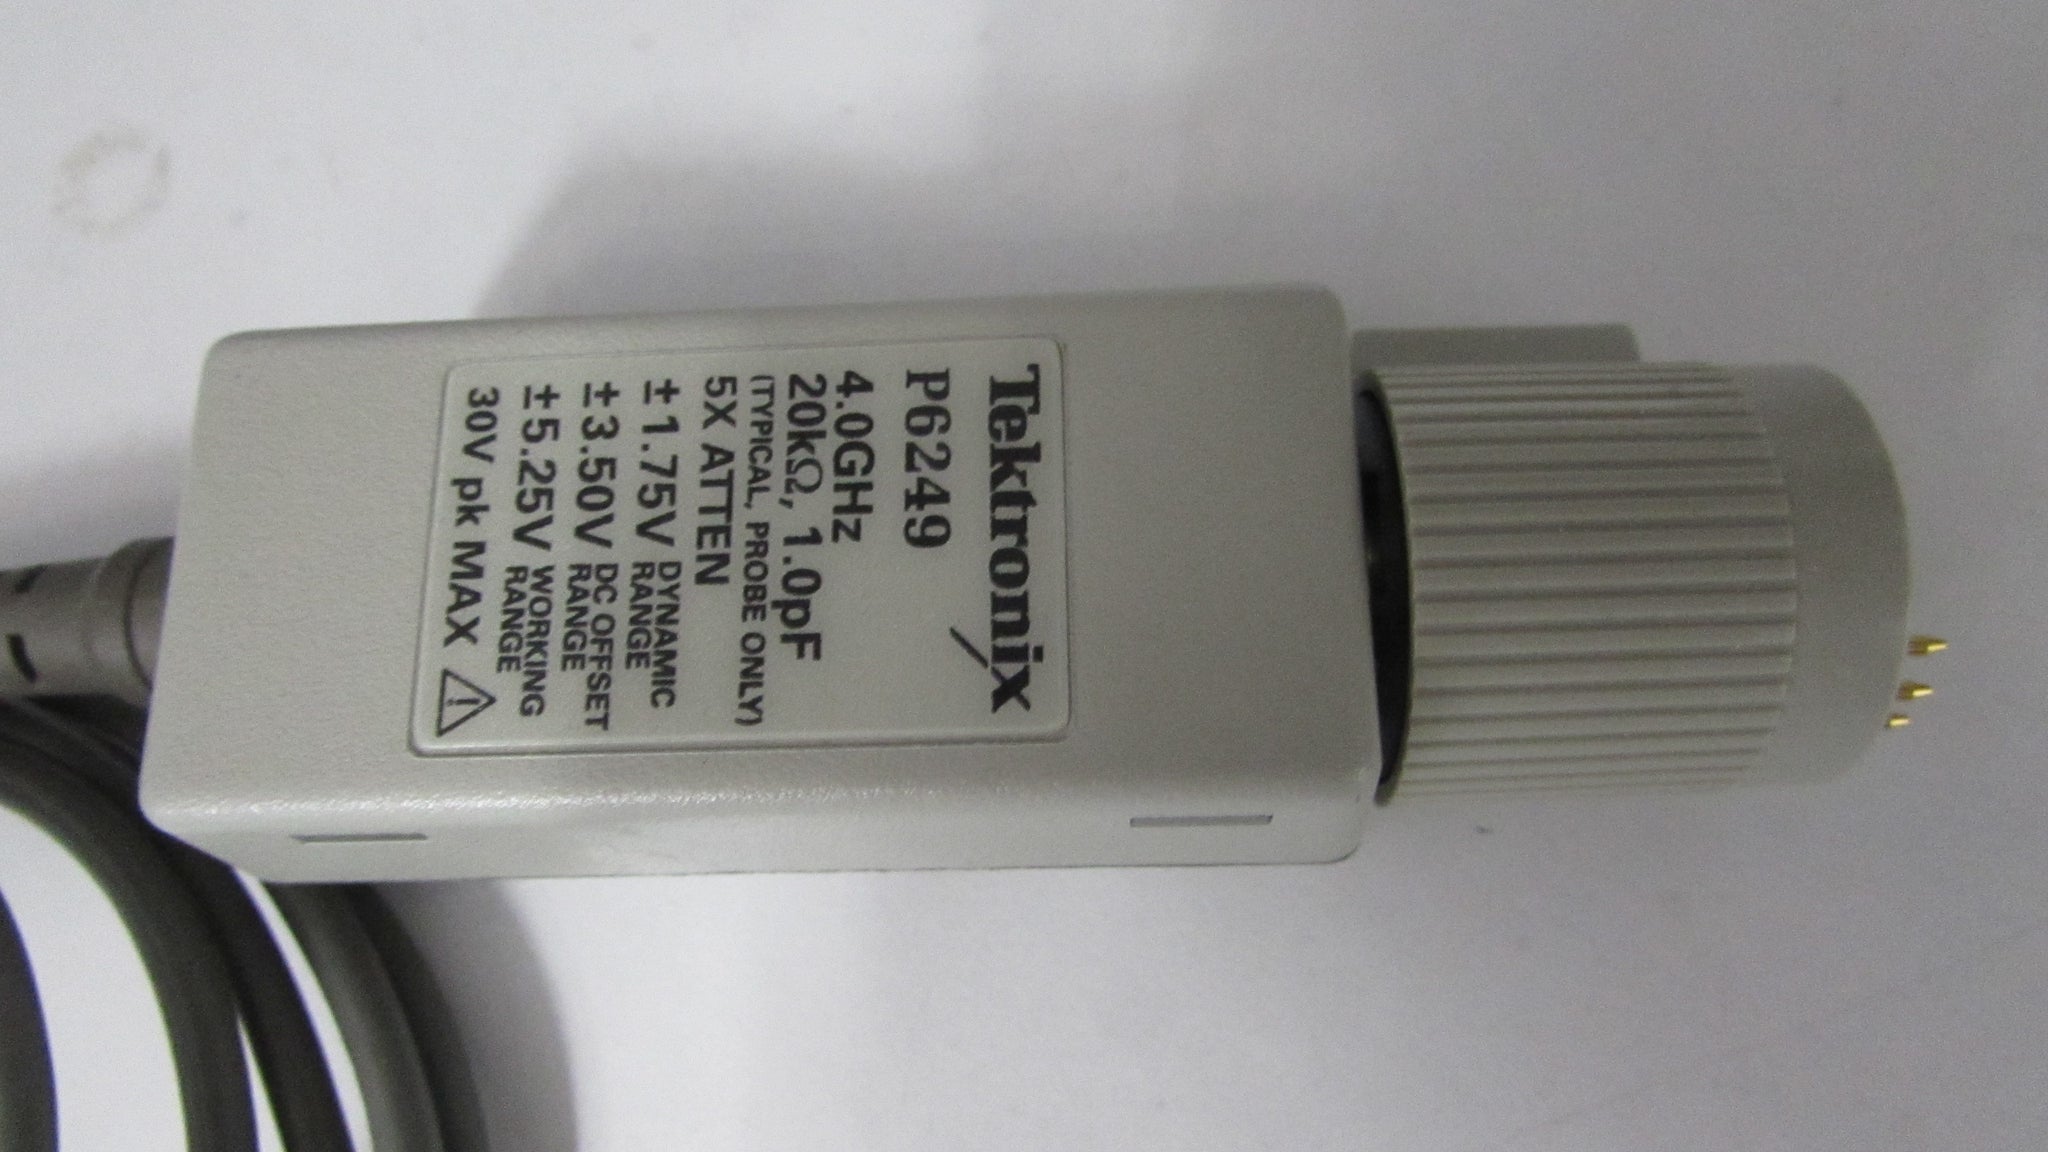 Tektronix
P6249
4.0GHz
20kΩ, 1.0pF
(TYPICAL, PROBE ONLY)
5X ATTEN
±1.75V DYNAMIC RANGE
±3.50V DC OFFSET RANGE
±5.25V WORKING RANGE
30V pk MAX